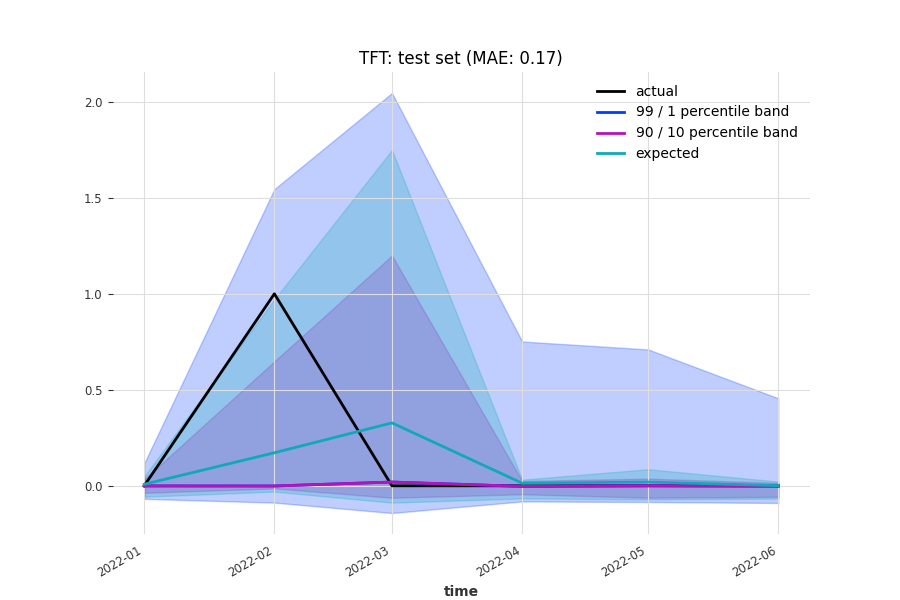 TFT: test set (MAE: 0.17)
actual
99 / 1 percentile band
90 / 10 percentile band
expected
2.0
1.5
1.0
0.5
0.0
2022-01
2022-02
2022-03
2022-04
2022-05
2022-06
time